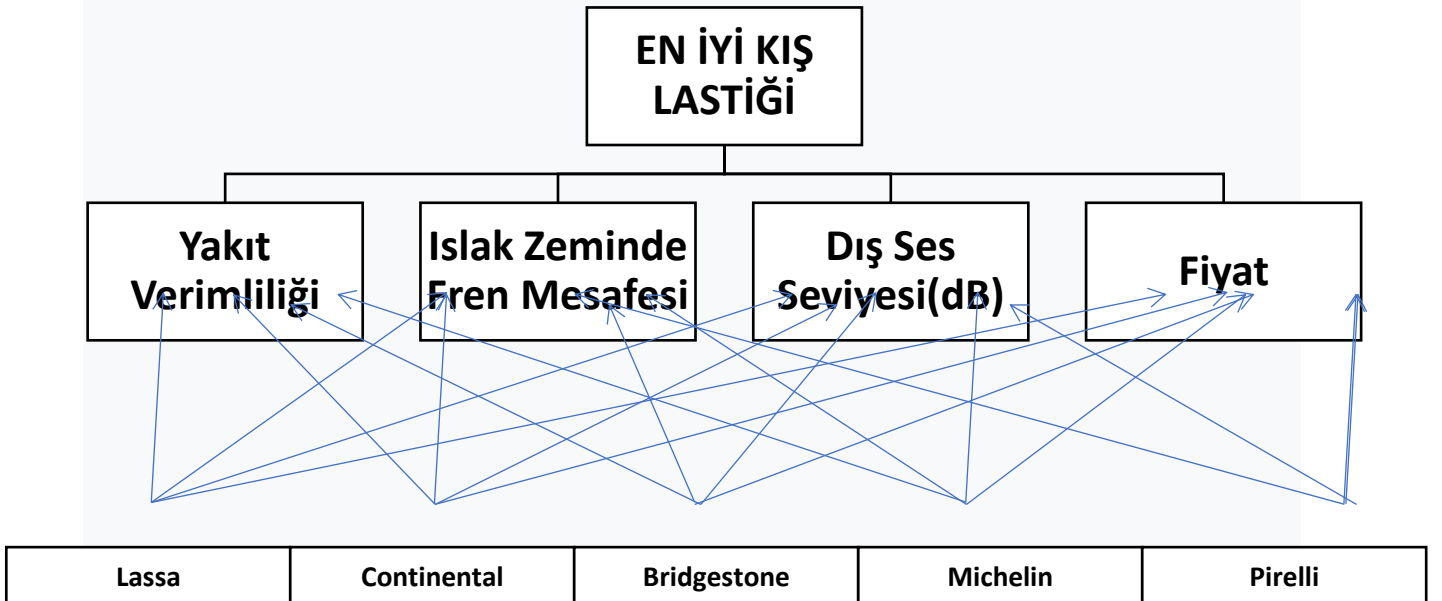 EN İYİ KIŞ
LASTİĞİ
Yakıt
Verimliliği
Islak Zeminde
Fren Mesafesi
Dış Ses
Seviyesi(dB)
Fiyat
Lassa
Continental
Bridgestone
Michelin
Pirelli